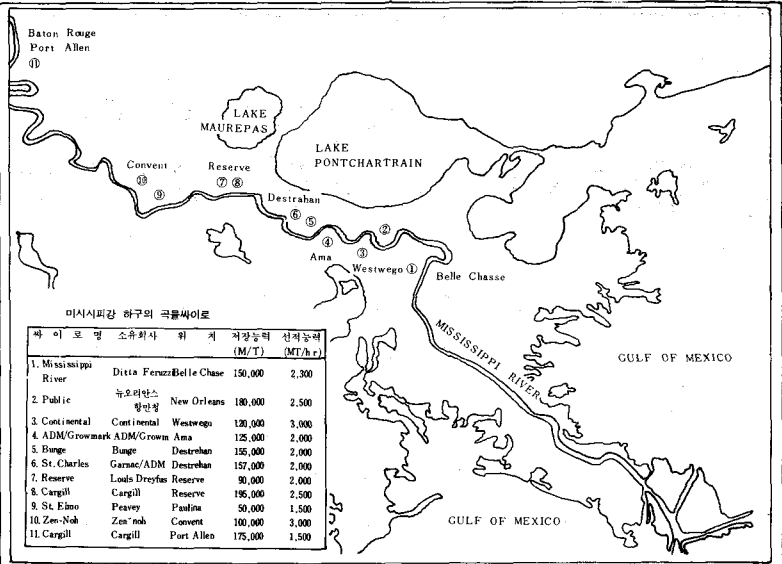 Baton Rouge
Port Allen
⑪
LAKE
MAUREPAS
LAKE
PONTCHARTRAIN
Convent
⑩
⑨
Reserve
⑦ ⑧
Destrahan
⑥
⑤
④
Ama
③
②
Westwego ①
Belle Chasse
MISSISSIPPI RIVER
GULF OF MEXICO
GULF OF MEXICO
미시시피강 하구의 곡물싸이로
싸 이 로 명 소유회사 위 치 저장능력 선적능력
(M/T) (MT/hr)
1. Mississippi
River Ditta Feruzzi Belle Chase 150,000 2,300
2. Public 뉴오리안스
항만청 New Orleans 180,000 2,500
3. Continental Continental Westwego 120,000 3,000
4. ADM/Growmark ADM/Growm Ama 125,000 2,000
5. Bunge Bunge Destrehan 155,000 2,000
6. St. Charles Garnac/ADM Destrehan 157,000 2,000
7. Reserve Louis Dreyfus Reserve 90,000 2,000
8. Cargill Cargill Reserve 195,000 2,500
9. St. Elmo Peavey Paulina 50,000 1,500
10. Zen-Noh Zen-noh Convent 100,000 3,000
11. Cargill Cargill Port Allen 175,000 1,500